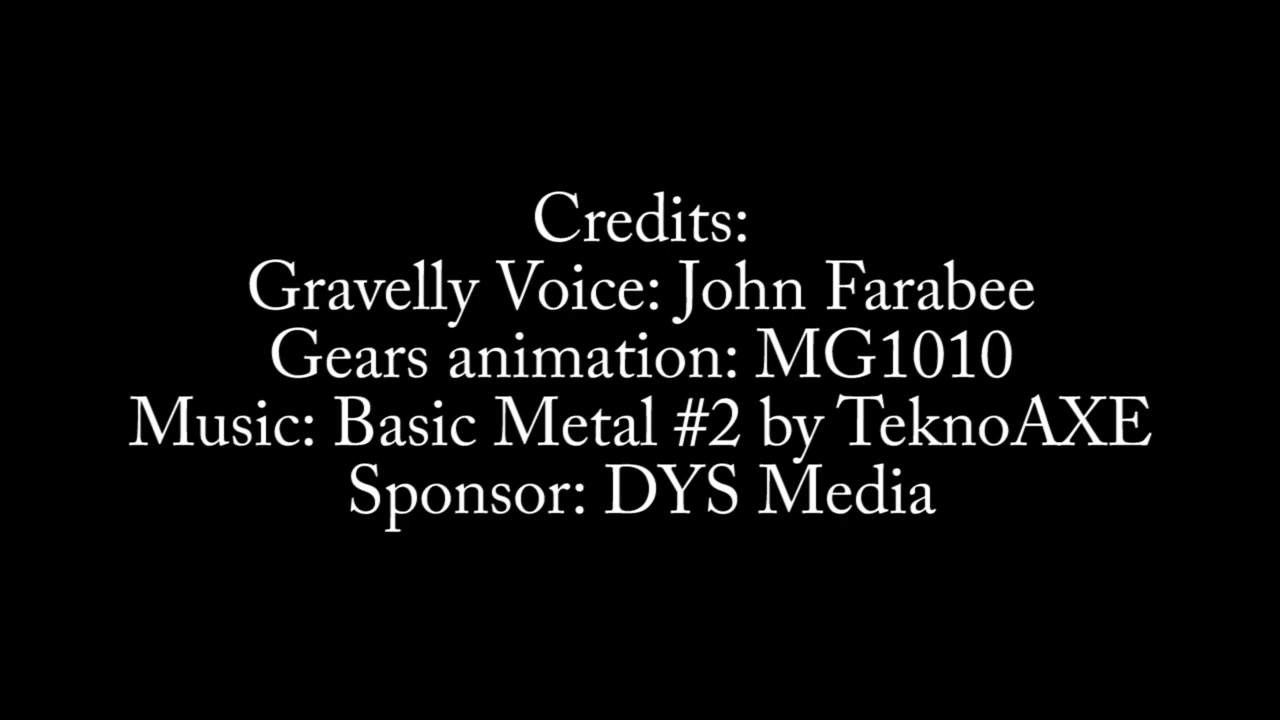 Credits:
Gravelly Voice: John Farabee
Gears animation: MG1010
Music: Basic Metal #2 by TeknoAXE
Sponsor: DYS Media